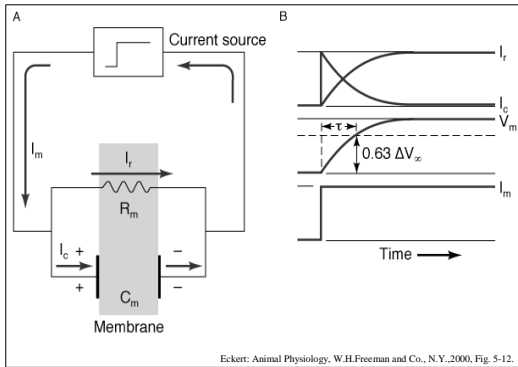 A
Current source
I_m
I_r
R_m
I_c + −
+ −
C_m
Membrane
B
I_r
I_c
V_m
τ
0.63 ΔV_∞
I_m
Time
Eckert: Animal Physiology, W.H.Freeman and Co., N.Y.,2000, Fig. 5-12.